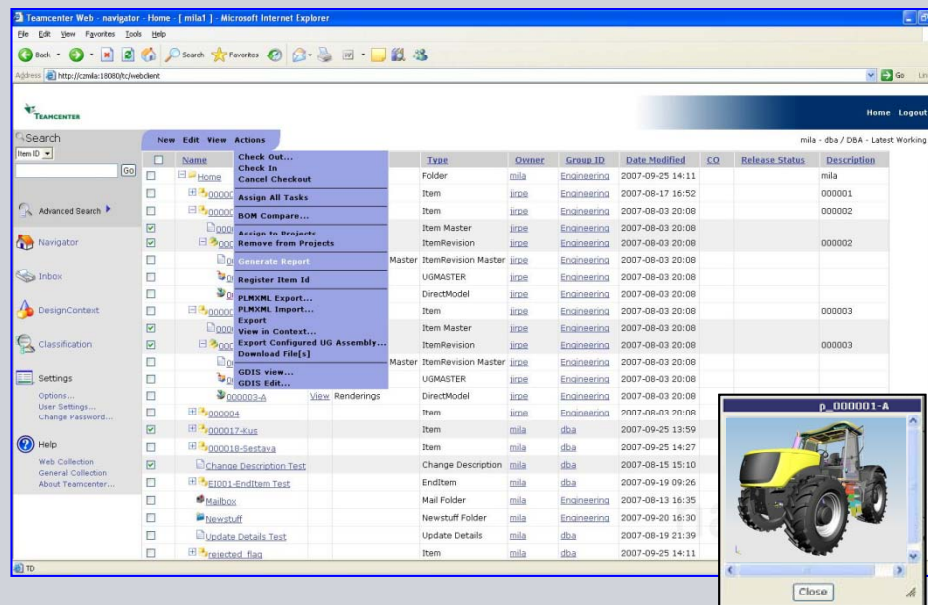 Teamcenter Web - navigator - Home - [ mila1 ] - Microsoft Internet Explorer
File Edit View Favorites Tools Help
Back Search Favorites
Address http://czmila:18080/tc/webclient Go
TEAMCENTER
Home Logout
Search
Item ID
Go
Advanced Search
Navigator
Inbox
DesignContext
Classification
Settings
Options...
User Settings...
Change Password...
Help
Web Collection
General Collection
About Teamcenter...
New Edit View Actions
mila - dba / DBA - Latest Working
Check Out...
Check In
Cancel Checkout
Assign All Tasks
BOM Compare...
Assign to Projects
Remove from Projects
Generate Report
Register Item Id
PLMXML Export...
PLMXML Import...
Export
View in Context...
Export Configured UG Assembly...
Download File[s]
GDIS view...
GDIS Edit...
Name Type Owner Group ID Date Modified CO Release Status Description
Home Folder mila Engineering 2007-09-25 14:11 mila
Item jirpe Engineering 2007-08-17 16:52 000001
Item jirpe Engineering 2007-08-03 20:08 000002
Item Master jirpe Engineering 2007-08-03 20:08
ItemRevision jirpe Engineering 2007-08-03 20:08 000002
Master ItemRevision Master jirpe Engineering 2007-08-03 20:08
UGMASTER jirpe Engineering 2007-08-03 20:08
DirectModel jirpe Engineering 2007-08-03 20:08
Item jirpe Engineering 2007-08-03 20:08 000003
Item Master jirpe Engineering 2007-08-03 20:08
ItemRevision jirpe Engineering 2007-08-03 20:08 000003
Master ItemRevision Master jirpe Engineering 2007-08-03 20:08
UGMASTER jirpe Engineering 2007-08-03 20:08
000003-A View Renderings DirectModel jirpe Engineering 2007-08-03 20:08
000004 Item jirpe Engineering 2007-08-03 20:08
000017-Kus Item mila dba 2007-09-25 13:59
000018-Sestava Item mila dba 2007-09-25 14:27
Change Description Test Change Description mila dba 2007-08-15 15:10
EI001-EndItem Test EndItem mila dba 2007-09-19 09:26
Mailbox Mail Folder mila Engineering 2007-08-13 16:35
Newstuff Newstuff Folder mila Engineering 2007-09-20 16:30
Update Details Test Update Details mila dba 2007-08-19 21:39
rejected_flag Item mila dba 2007-09-25 14:11
TD
p_000001-A
Close